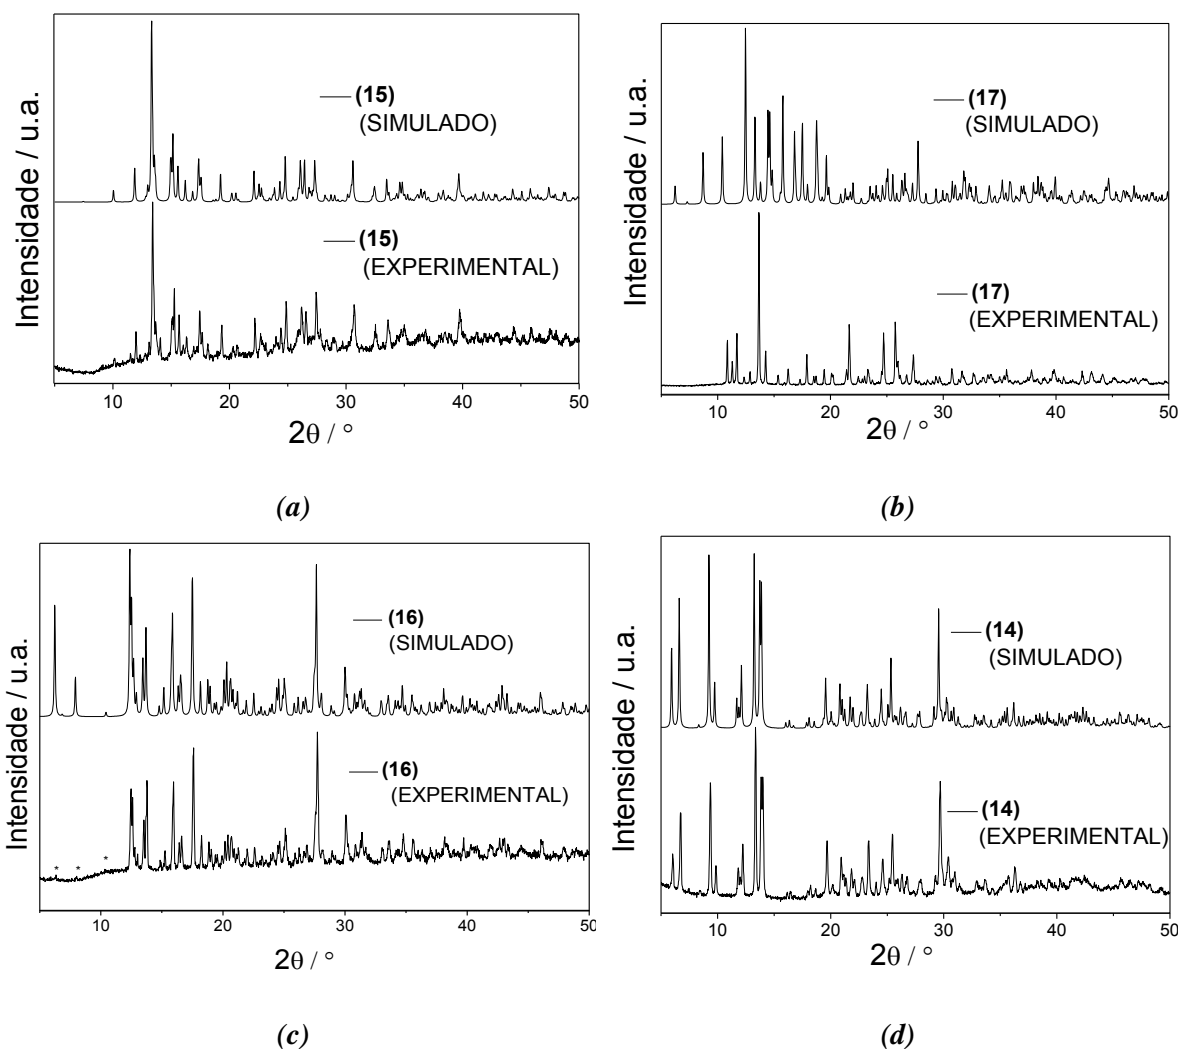 Intensidade / u.a.
(15)
(SIMULADO)
(15)
(EXPERIMENTAL)
10 20 30 40 50
2θ / °
(a)
Intensidade / u.a.
(17)
(SIMULADO)
(17)
(EXPERIMENTAL)
10 20 30 40 50
2θ / °
(b)
Intensidade / u.a.
(16)
(SIMULADO)
(16)
(EXPERIMENTAL)
* * *
10 20 30 40 50
2θ / °
(c)
Intensidade / u.a.
(14)
(SIMULADO)
(14)
(EXPERIMENTAL)
10 20 30 40 50
2θ / °
(d)